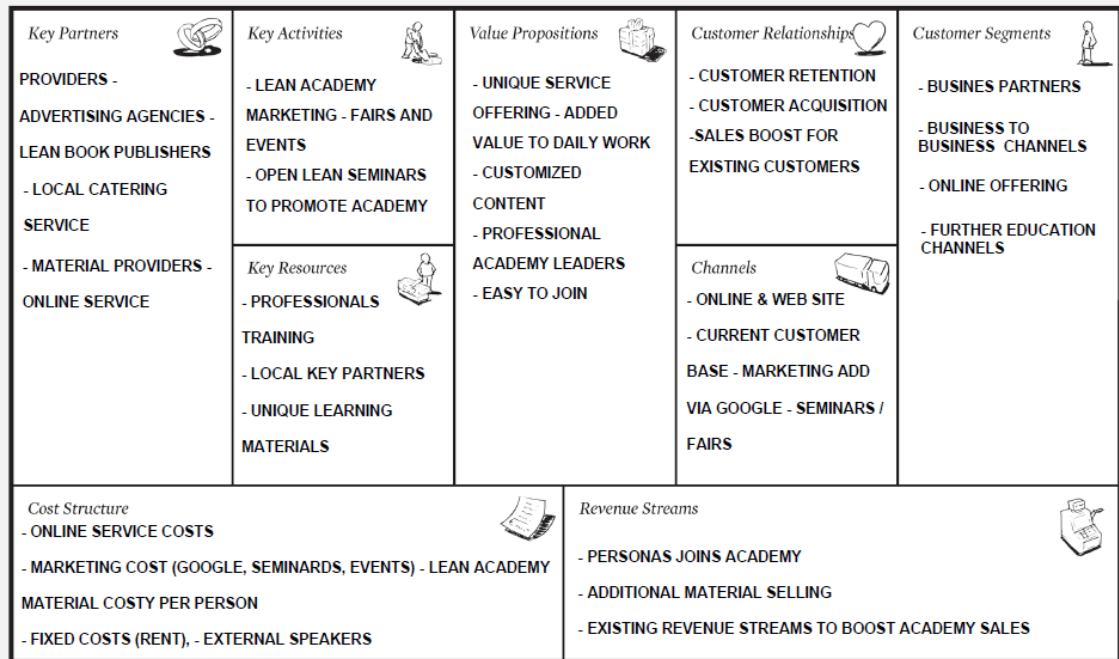 Key Partners
PROVIDERS -
ADVERTISING AGENCIES -
LEAN BOOK PUBLISHERS
- LOCAL CATERING
SERVICE
- MATERIAL PROVIDERS -
ONLINE SERVICE
Key Activities
- LEAN ACADEMY
MARKETING - FAIRS AND
EVENTS
- OPEN LEAN SEMINARS
TO PROMOTE ACADEMY
Key Resources
- PROFESSIONALS
TRAINING
- LOCAL KEY PARTNERS
- UNIQUE LEARNING
MATERIALS
Value Propositions
- UNIQUE SERVICE
OFFERING - ADDED
VALUE TO DAILY WORK
- CUSTOMIZED
CONTENT
- PROFESSIONAL
ACADEMY LEADERS
- EASY TO JOIN
Customer Relationships
- CUSTOMER RETENTION
- CUSTOMER ACQUISITION
-SALES BOOST FOR
EXISTING CUSTOMERS
Channels
- ONLINE & WEB SITE
- CURRENT CUSTOMER
BASE - MARKETING ADD
VIA GOOGLE - SEMINARS /
FAIRS
Customer Segments
- BUSINES PARTNERS
- BUSINESS TO
BUSINESS CHANNELS
- ONLINE OFFERING
- FURTHER EDUCATION
CHANNELS
Cost Structure
- ONLINE SERVICE COSTS
- MARKETING COST (GOOGLE, SEMINARDS, EVENTS) - LEAN ACADEMY
MATERIAL COSTY PER PERSON
- FIXED COSTS (RENT), - EXTERNAL SPEAKERS
Revenue Streams
- PERSONAS JOINS ACADEMY
- ADDITIONAL MATERIAL SELLING
- EXISTING REVENUE STREAMS TO BOOST ACADEMY SALES